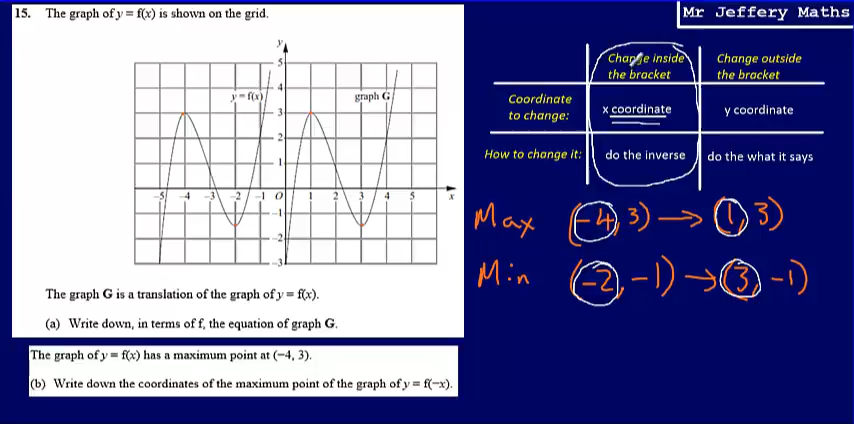 15. The graph of y = f(x) is shown on the grid.
Mr Jeffery Maths
y
5
4
3
2
1
-5 -4 -3 -2 -1 O 1 2 3 4 5 x
-1
-2
-3
y = f(x)
graph G
The graph G is a translation of the graph of y = f(x).
(a) Write down, in terms of f, the equation of graph G.
The graph of y = f(x) has a maximum point at (−4, 3).
(b) Write down the coordinates of the maximum point of the graph of y = f(−x).
Change inside the bracket
Change outside the bracket
Coordinate to change:
x coordinate
y coordinate
How to change it:
do the inverse
do the what it says
Max (-4, 3) → (1, 3)
Min (-2, -1) → (3, -1)